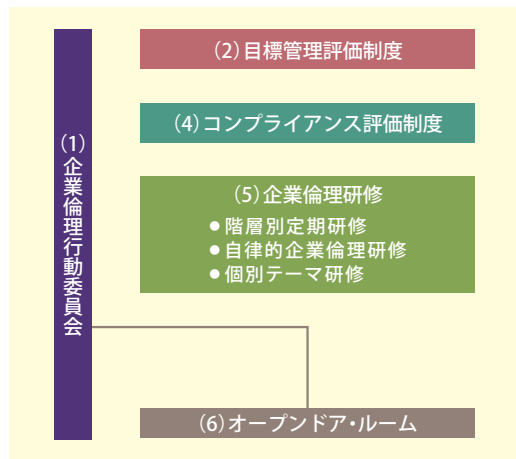 (1)企業倫理行動委員会
(2)目標管理評価制度
(4)コンプライアンス評価制度
(5)企業倫理研修
●階層別定期研修
●自律的企業倫理研修
●個別テーマ研修
(6)オープンドア・ルーム